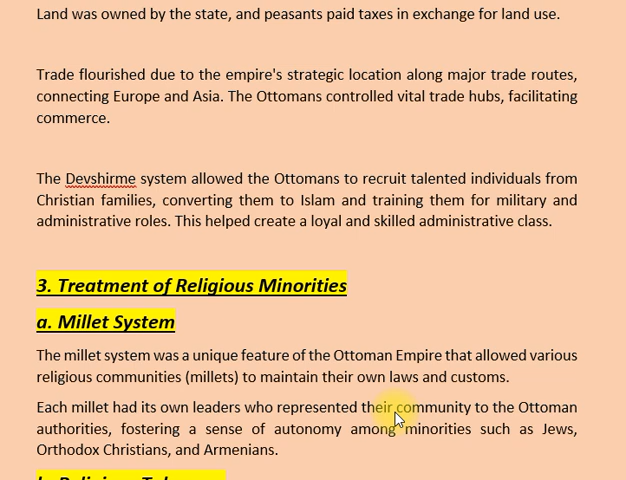 Land was owned by the state, and peasants paid taxes in exchange for land use.
Trade flourished due to the empire's strategic location along major trade routes,
connecting Europe and Asia. The Ottomans controlled vital trade hubs, facilitating
commerce.
The Devshirme system allowed the Ottomans to recruit talented individuals from
Christian families, converting them to Islam and training them for military and
administrative roles. This helped create a loyal and skilled administrative class.
3. Treatment of Religious Minorities
a. Millet System
The millet system was a unique feature of the Ottoman Empire that allowed various
religious communities (millets) to maintain their own laws and customs.
Each millet had its own leaders who represented their community to the Ottoman
authorities, fostering a sense of autonomy among minorities such as Jews,
Orthodox Christians, and Armenians.